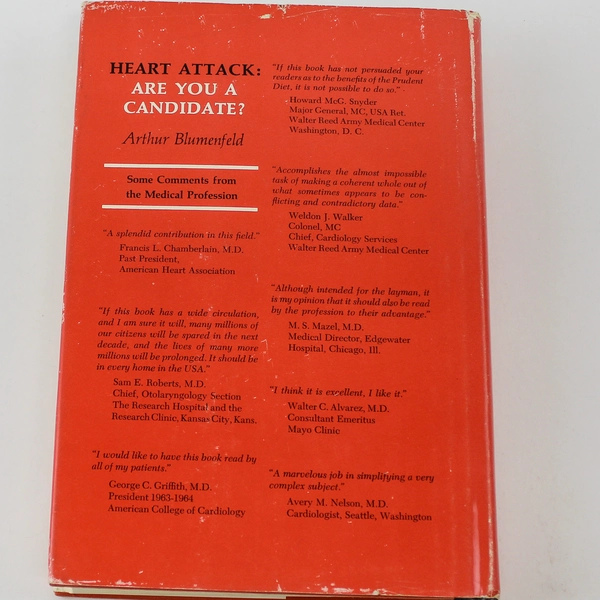 HEART ATTACK:
ARE YOU A
CANDIDATE?
Arthur Blumenfeld
Some Comments from
the Medical Profession
"A splendid contribution in this field."
Francis L. Chamberlain, M.D.
Past President,
American Heart Association
"If this book has a wide circulation,
and I am sure it will, many millions of
our citizens will be spared in the next
decade, and the lives of many more
millions will be prolonged. It should be
in every home in the USA."
Sam E. Roberts, M.D.
Chief, Otolaryngology Section
The Research Hospital and the
Research Clinic, Kansas City, Kans.
"I would like to have this book read by
all of my patients."
George C. Griffith, M.D.
President 1963-1964
American College of Cardiology
"If this book has not persuaded your
readers as to the benefits of the Prudent
Diet, it is not possible to do so."
Howard McG. Snyder
Major General, MC, USA Ret.
Walter Reed Army Medical Center
Washington, D. C.
"Accomplishes the almost impossible
task of making a coherent whole out of
what sometimes appears to be con-
flicting and contradictory data."
Weldon J. Walker
Colonel, MC
Chief, Cardiology Services
Walter Reed Army Medical Center
"Although intended for the layman, it
is my opinion that it should also be read
by the profession to their advantage."
M. S. Mazel, M.D.
Medical Director, Edgewater
Hospital, Chicago, Ill.
"I think it is excellent, I like it."
Walter C. Alvarez, M.D.
Consultant Emeritus
Mayo Clinic
"A marvelous job in simplifying a very
complex subject."
Avery M. Nelson, M.D.
Cardiologist, Seattle, Washington